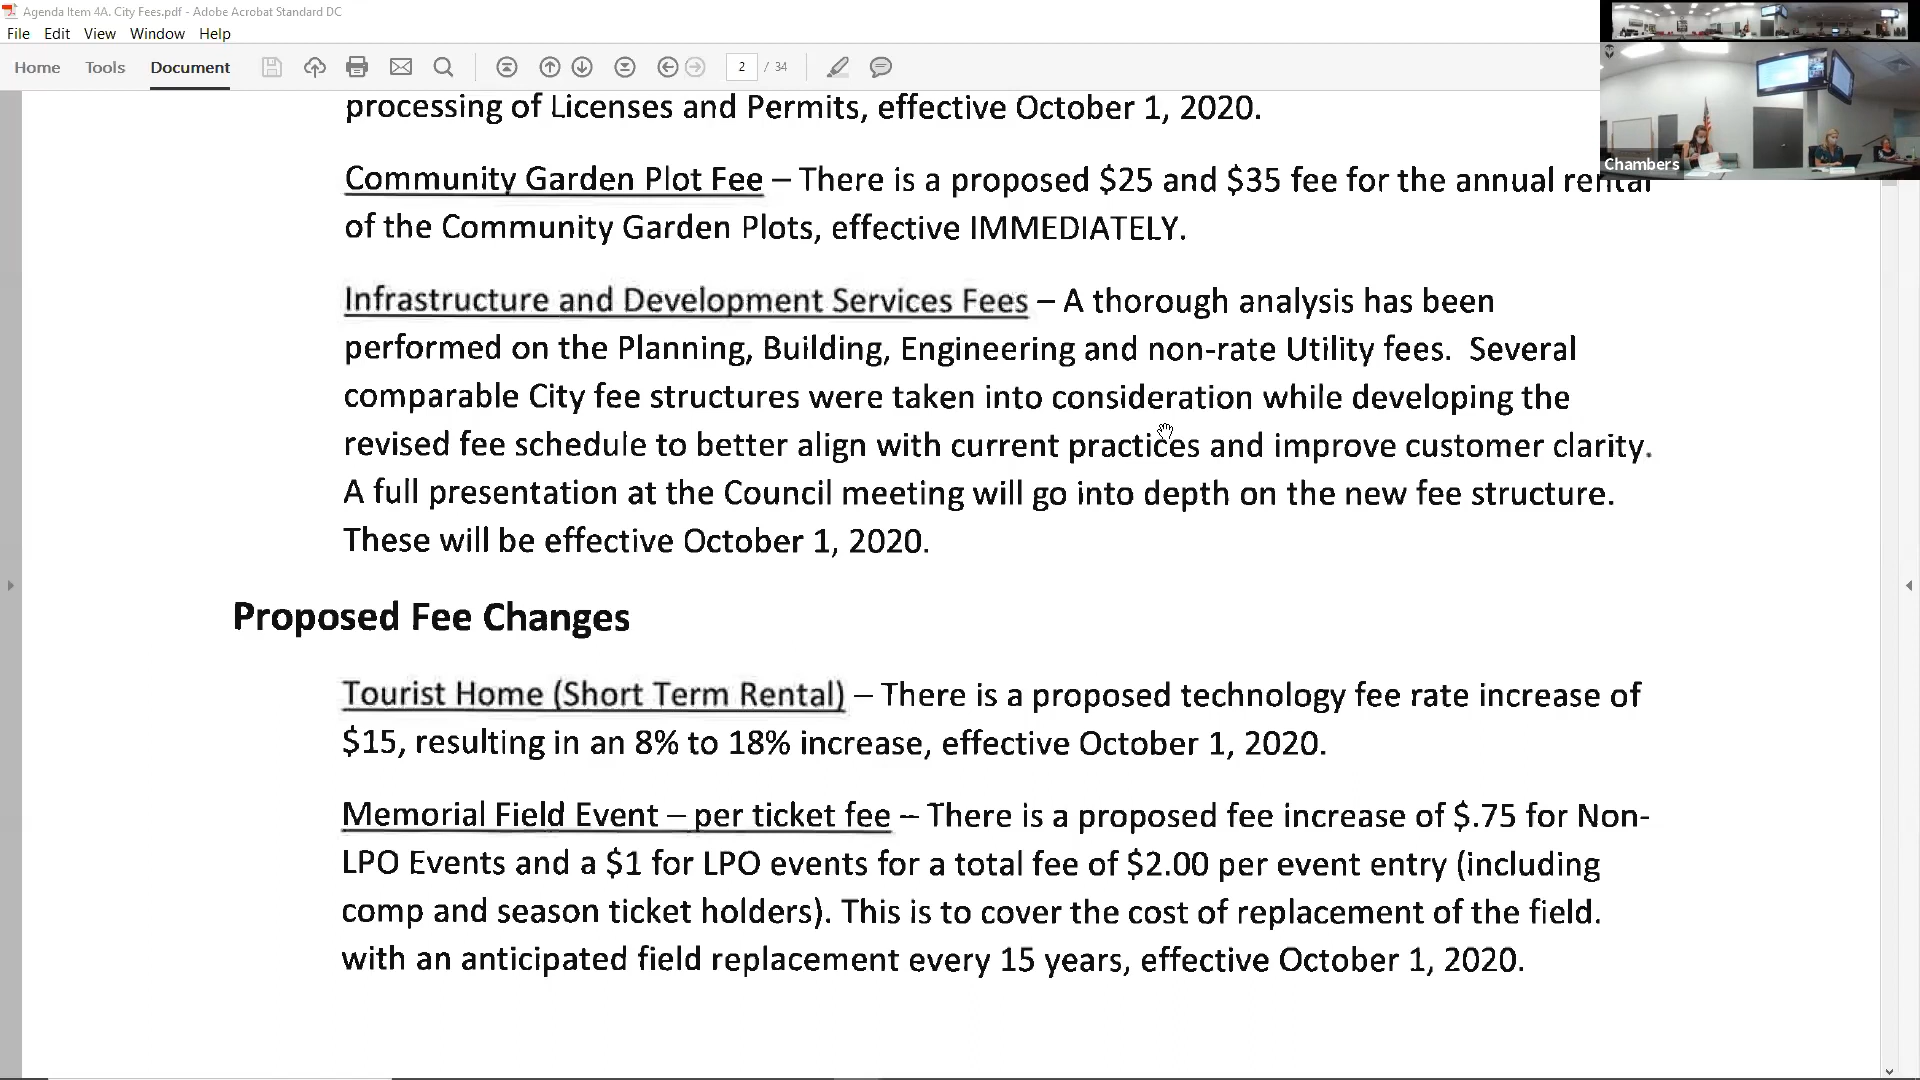 Agenda Item 4A. City Fees.pdf - Adobe Acrobat Standard DC
File Edit View Window Help
Home Tools Document 2 / 34
processing of Licenses and Permits, effective October 1, 2020.
Chambers
Community Garden Plot Fee – There is a proposed $25 and $35 fee for the annual rental
of the Community Garden Plots, effective IMMEDIATELY.
Infrastructure and Development Services Fees – A thorough analysis has been
performed on the Planning, Building, Engineering and non-rate Utility fees. Several
comparable City fee structures were taken into consideration while developing the
revised fee schedule to better align with current practices and improve customer clarity.
A full presentation at the Council meeting will go into depth on the new fee structure.
These will be effective October 1, 2020.
Proposed Fee Changes
Tourist Home (Short Term Rental) – There is a proposed technology fee rate increase of
$15, resulting in an 8% to 18% increase, effective October 1, 2020.
Memorial Field Event – per ticket fee – There is a proposed fee increase of $.75 for Non-
LPO Events and a $1 for LPO events for a total fee of $2.00 per event entry (including
comp and season ticket holders). This is to cover the cost of replacement of the field.
with an anticipated field replacement every 15 years, effective October 1, 2020.